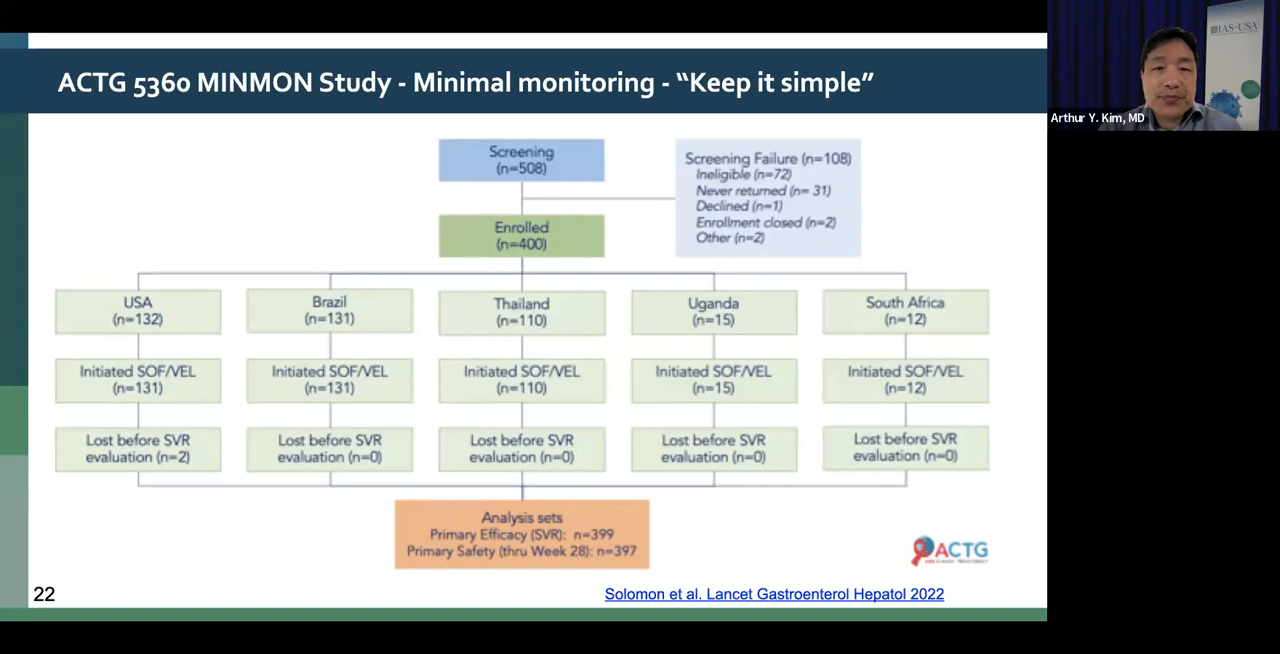 ACTG 5360 MINMON Study - Minimal monitoring - “Keep it simple”
IAS–USA
Arthur Y. Kim, MD
Screening
(n=508)
Screening Failure (n=108)
Ineligible (n=72)
Never returned (n= 31)
Declined (n=1)
Enrollment closed (n=2)
Other (n=2)
Enrolled
(n=400)
USA
(n=132)
Brazil
(n=131)
Thailand
(n=110)
Uganda
(n=15)
South Africa
(n=12)
Initiated SOF/VEL
(n=131)
Initiated SOF/VEL
(n=131)
Initiated SOF/VEL
(n=110)
Initiated SOF/VEL
(n=15)
Initiated SOF/VEL
(n=12)
Lost before SVR
evaluation (n=2)
Lost before SVR
evaluation (n=0)
Lost before SVR
evaluation (n=0)
Lost before SVR
evaluation (n=0)
Lost before SVR
evaluation (n=0)
Analysis sets
Primary Efficacy (SVR): n=399
Primary Safety (thru Week 28): n=397
ACTG
22
Solomon et al. Lancet Gastroenterol Hepatol 2022